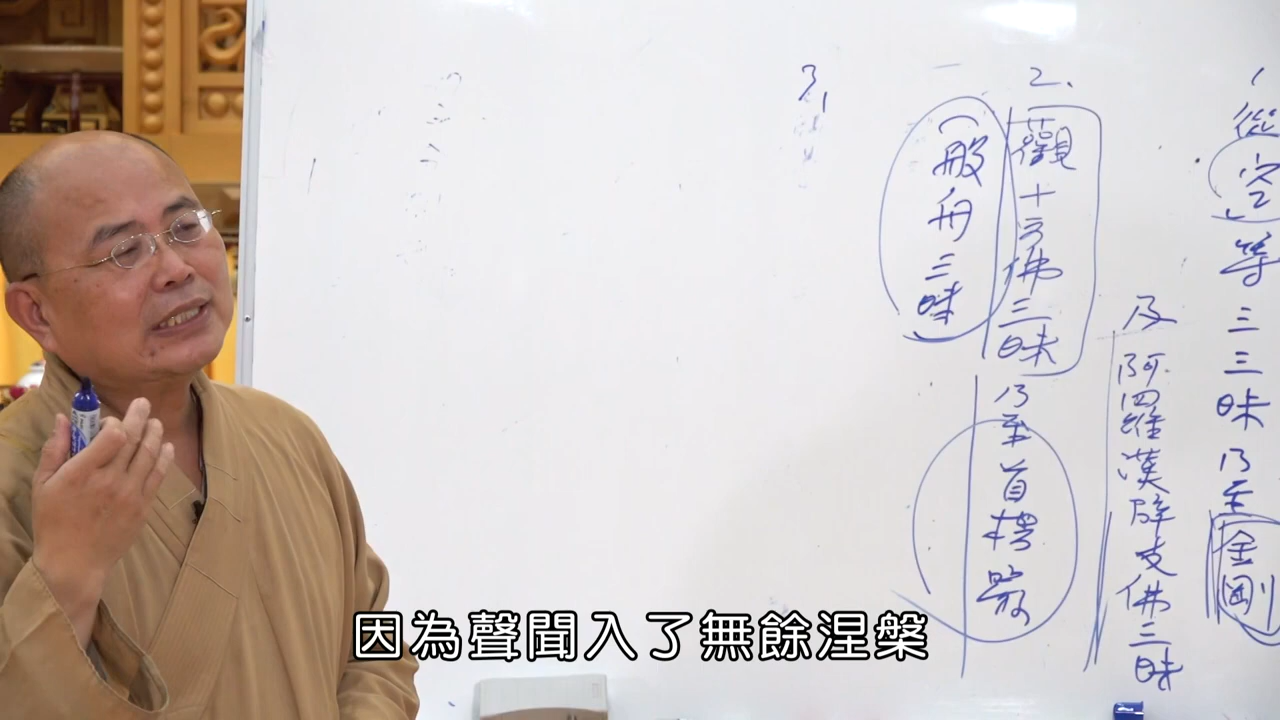 1
從空等三三昧乃至金剛
及阿羅漢辟支佛三昧
2.
觀十方佛三昧乃至首楞嚴
(般舟三昧)
3.
因為聲聞入了無餘涅槃